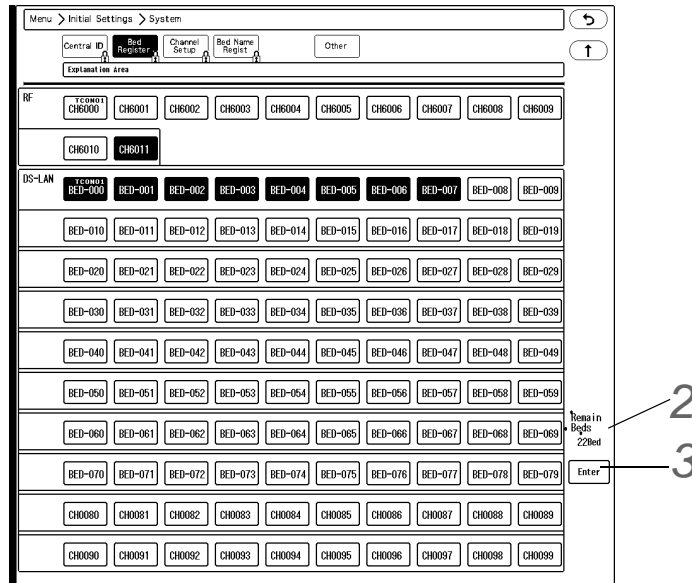 Menu > Initial Settings > System
Central ID Bed Register Channel Setup Bed Name Regist Other
Explanation Area
RF TCON01 CH6000 CH6001 CH6002 CH6003 CH6004 CH6005 CH6006 CH6007 CH6008 CH6009
CH6010 CH6011
DS-LAN TCON01 BED-000 BED-001 BED-002 BED-003 BED-004 BED-005 BED-006 BED-007 BED-008 BED-009
BED-010 BED-011 BED-012 BED-013 BED-014 BED-015 BED-016 BED-017 BED-018 BED-019
BED-020 BED-021 BED-022 BED-023 BED-024 BED-025 BED-026 BED-027 BED-028 BED-029
BED-030 BED-031 BED-032 BED-033 BED-034 BED-035 BED-036 BED-037 BED-038 BED-039
BED-040 BED-041 BED-042 BED-043 BED-044 BED-045 BED-046 BED-047 BED-048 BED-049
BED-050 BED-051 BED-052 BED-053 BED-054 BED-055 BED-056 BED-057 BED-058 BED-059
BED-060 BED-061 BED-062 BED-063 BED-064 BED-065 BED-066 BED-067 BED-068 BED-069
Remain Beds 22Bed 2
BED-070 BED-071 BED-072 BED-073 BED-074 BED-075 BED-076 BED-077 BED-078 BED-079
Enter 3
CH0080 CH0081 CH0082 CH0083 CH0084 CH0085 CH0086 CH0087 CH0088 CH0089
CH0090 CH0091 CH0092 CH0093 CH0094 CH0095 CH0096 CH0097 CH0098 CH0099